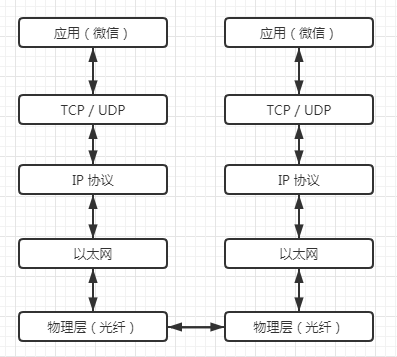 应用（微信） 应用（微信）
TCP / UDP TCP / UDP
IP 协议 IP 协议
以太网 以太网
物理层（光纤） 物理层（光纤）